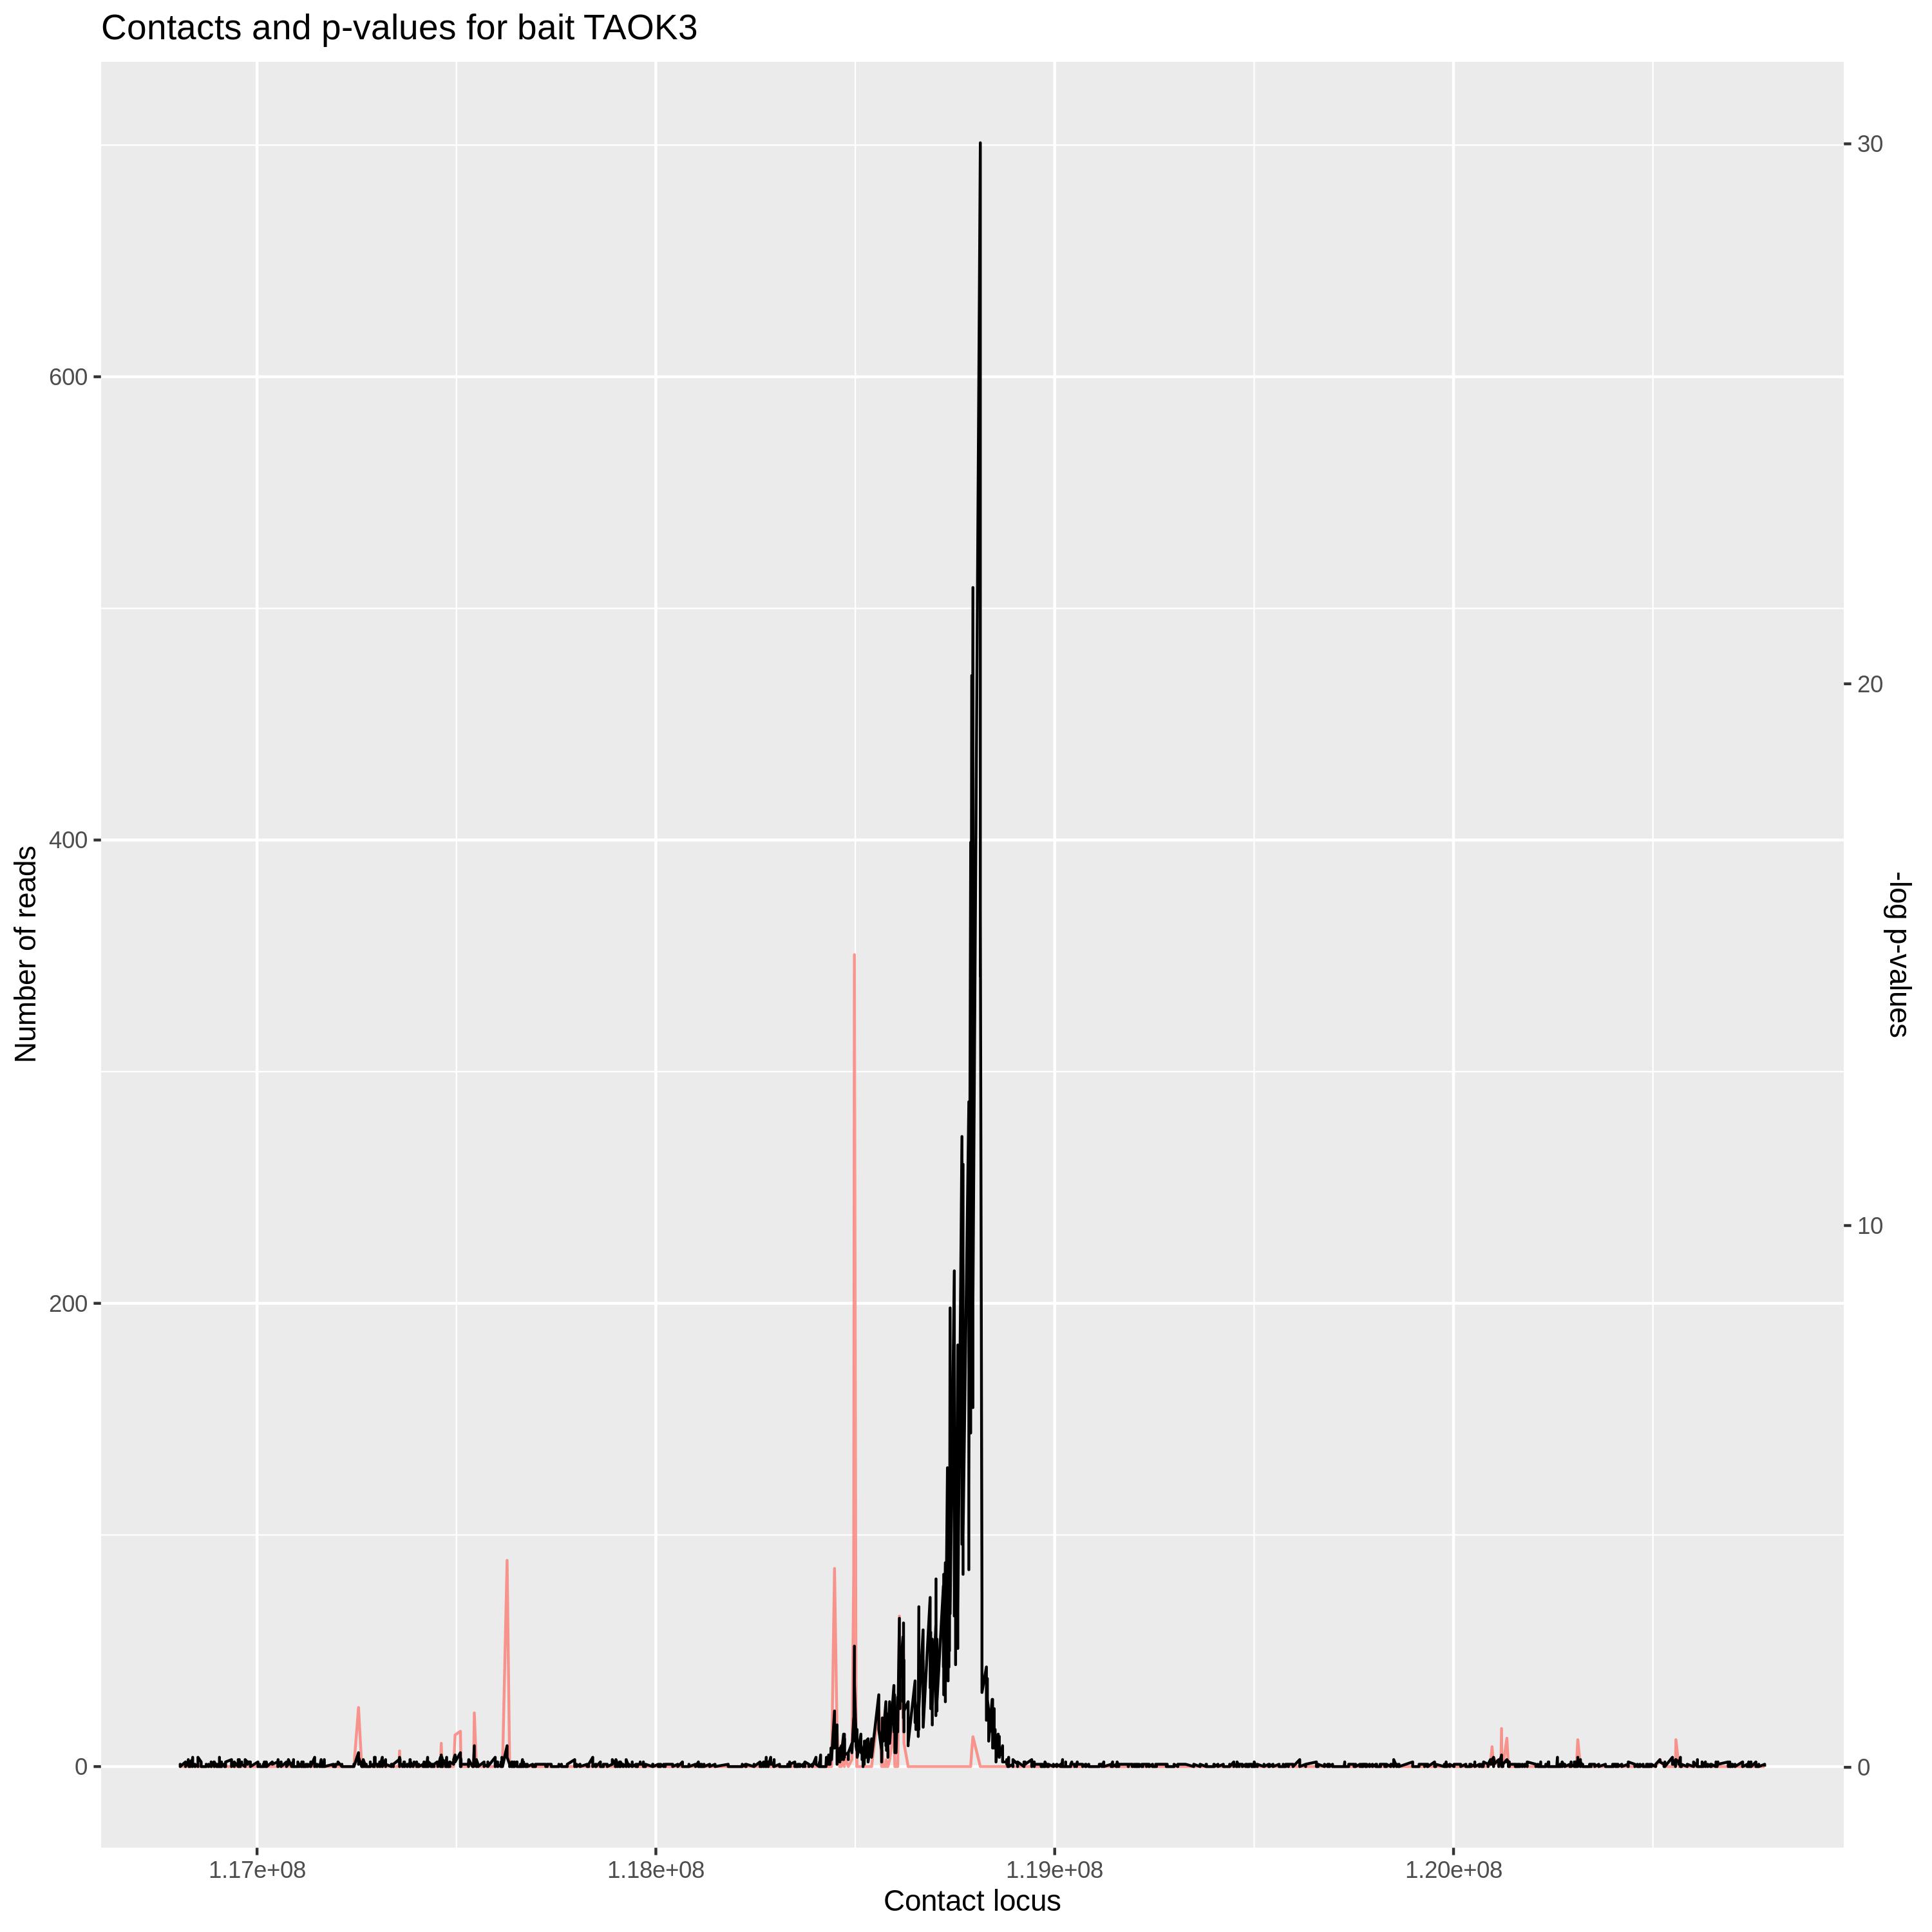 Contacts and p-values for bait TAOK3
Number of reads
600
400
200
0
30
20
10
0
-log p-values
1.17e+08
1.18e+08
1.19e+08
1.20e+08
Contact locus